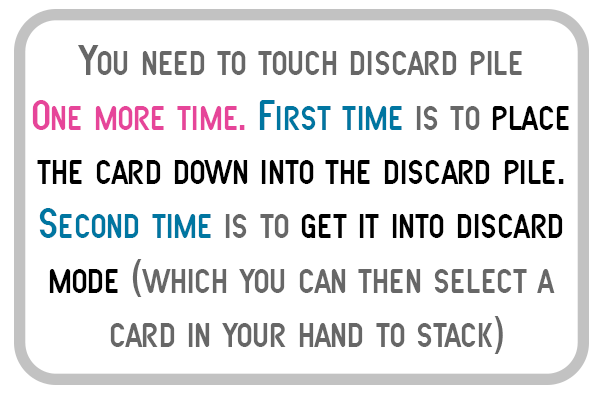 You need to touch discard pile
One more time. First time is to place
the card down into the discard pile.
Second time is to get it into discard
mode (which you can then select a
card in your hand to stack)